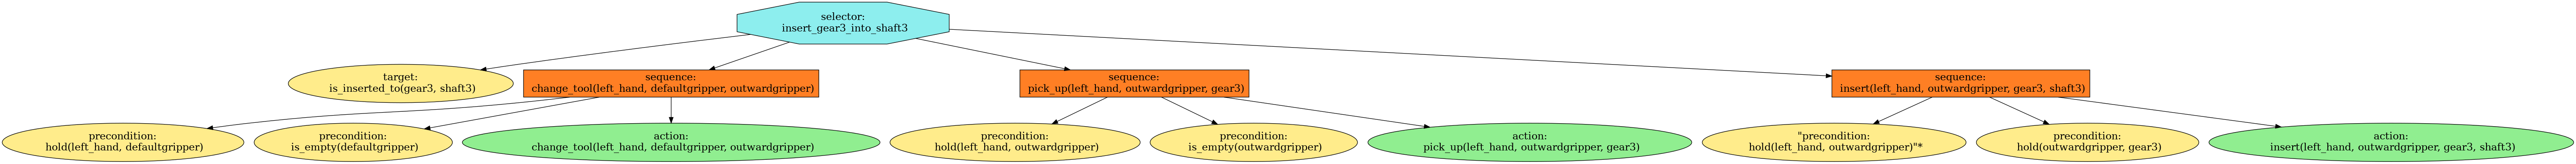 selector:
insert_gear3_into_shaft3
target:
is_inserted_to(gear3, shaft3)
sequence:
change_tool(left_hand, defaultgripper, outwardgripper)
sequence:
pick_up(left_hand, outwardgripper, gear3)
sequence:
insert(left_hand, outwardgripper, gear3, shaft3)
precondition:
hold(left_hand, defaultgripper)
precondition:
is_empty(defaultgripper)
action:
change_tool(left_hand, defaultgripper, outwardgripper)
precondition:
hold(left_hand, outwardgripper)
precondition:
is_empty(outwardgripper)
action:
pick_up(left_hand, outwardgripper, gear3)
"precondition:
hold(left_hand, outwardgripper)"*
precondition:
hold(outwardgripper, gear3)
action:
insert(left_hand, outwardgripper, gear3, shaft3)